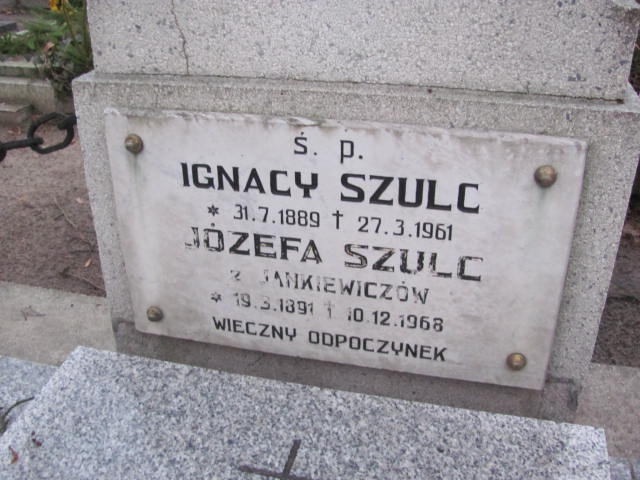 Ś. P.
IGNACY SZULC
* 31.7.1889 † 27.3.1961
JÓZEFA SZULC
Z JANKIEWICZÓW
* 19.3.1891 † 10.12.1968
WIECZNY ODPOCZYNEK